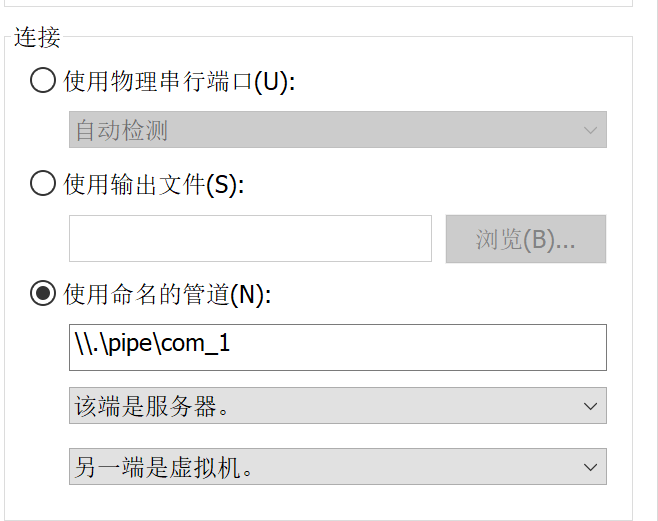 连接
使用物理串行端口(U):
自动检测
使用输出文件(S):
浏览(B)...
使用命名的管道(N):
\\.\pipe\com_1
该端是服务器。
另一端是虚拟机。